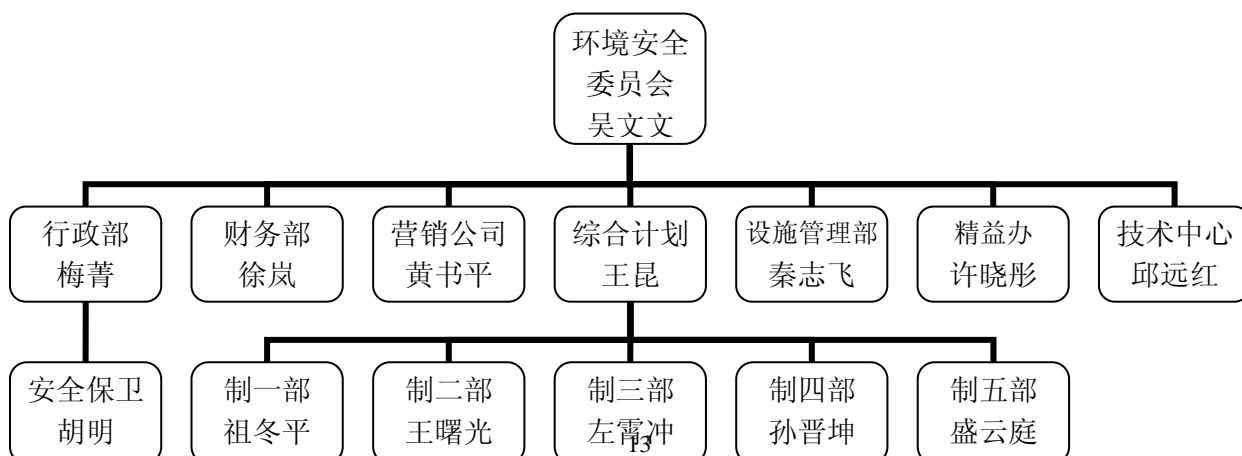 环境安全
委员会
吴文文
行政部
梅菁
财务部
徐岚
营销公司
黄书平
综合计划
王昆
设施管理部
秦志飞
精益办
许晓彤
技术中心
邱远红
安全保卫
胡明
制一部
祖冬平
制二部
王曙光
制三部
左霄冲
制四部
孙晋坤
制五部
盛云庭
13